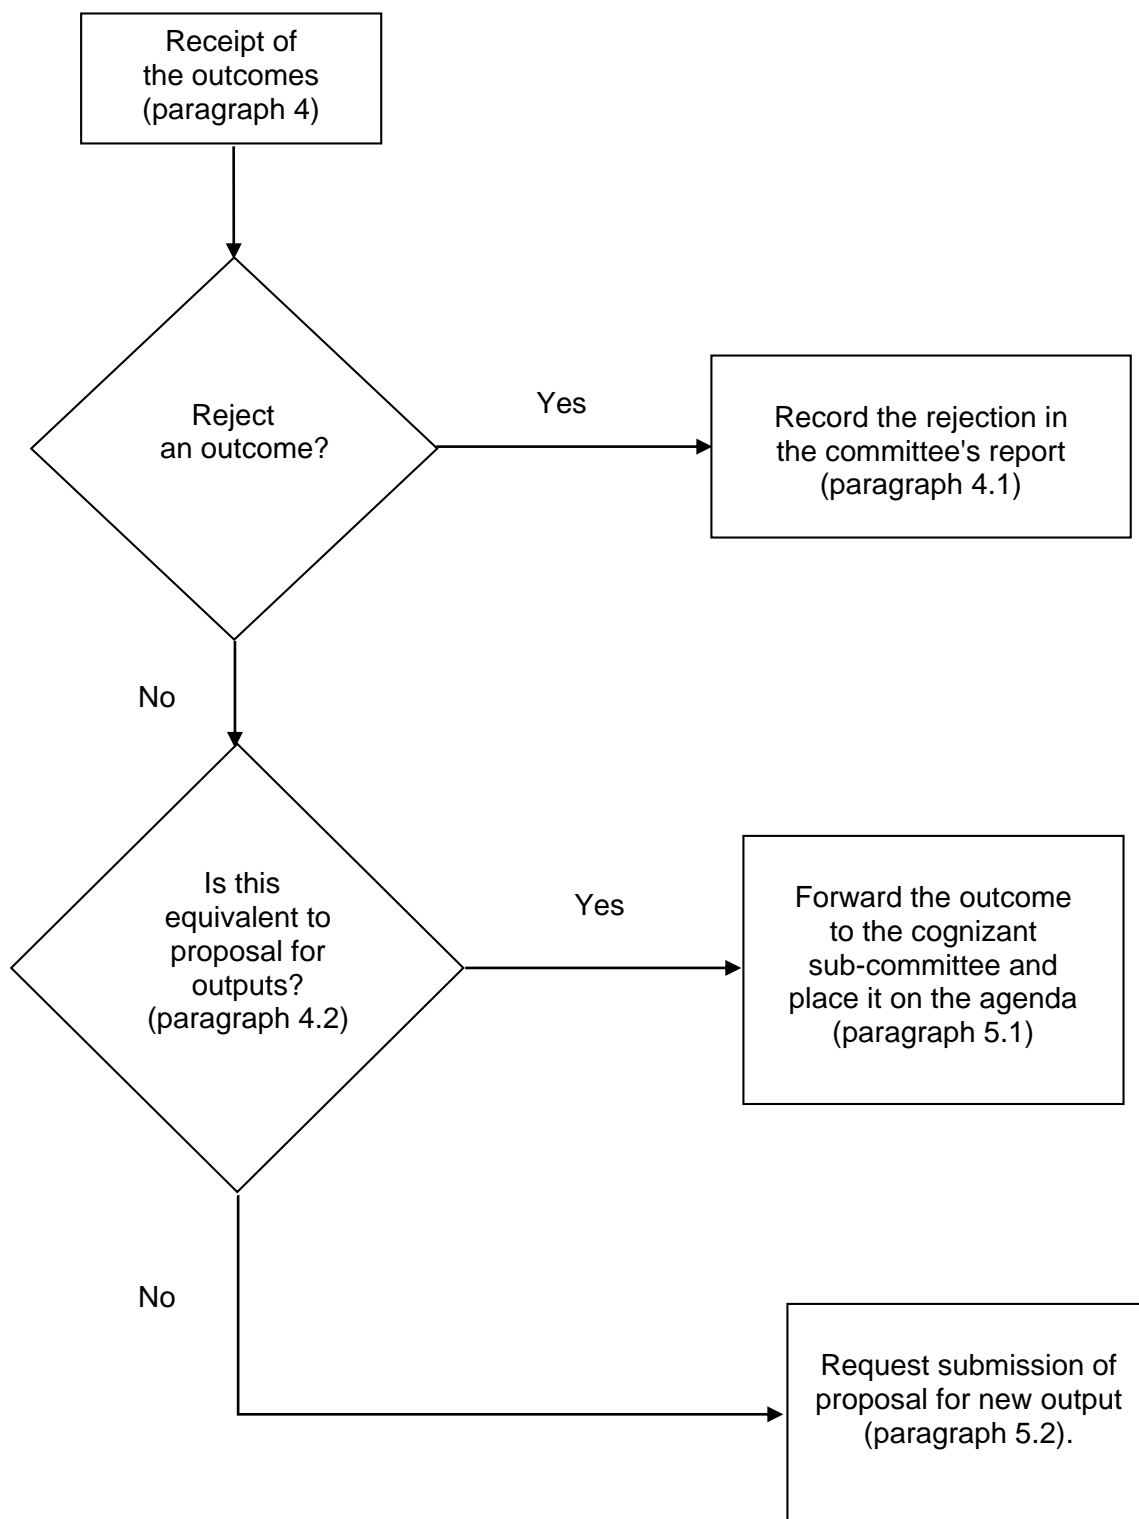 Receipt of
the outcomes
(paragraph 4)
Reject
an outcome?
Yes
Record the rejection in
the committee's report
(paragraph 4.1)
No
Is this
equivalent to
proposal for
outputs?
(paragraph 4.2)
Yes
Forward the outcome
to the cognizant
sub-committee and
place it on the agenda
(paragraph 5.1)
No
Request submission of
proposal for new output
(paragraph 5.2).